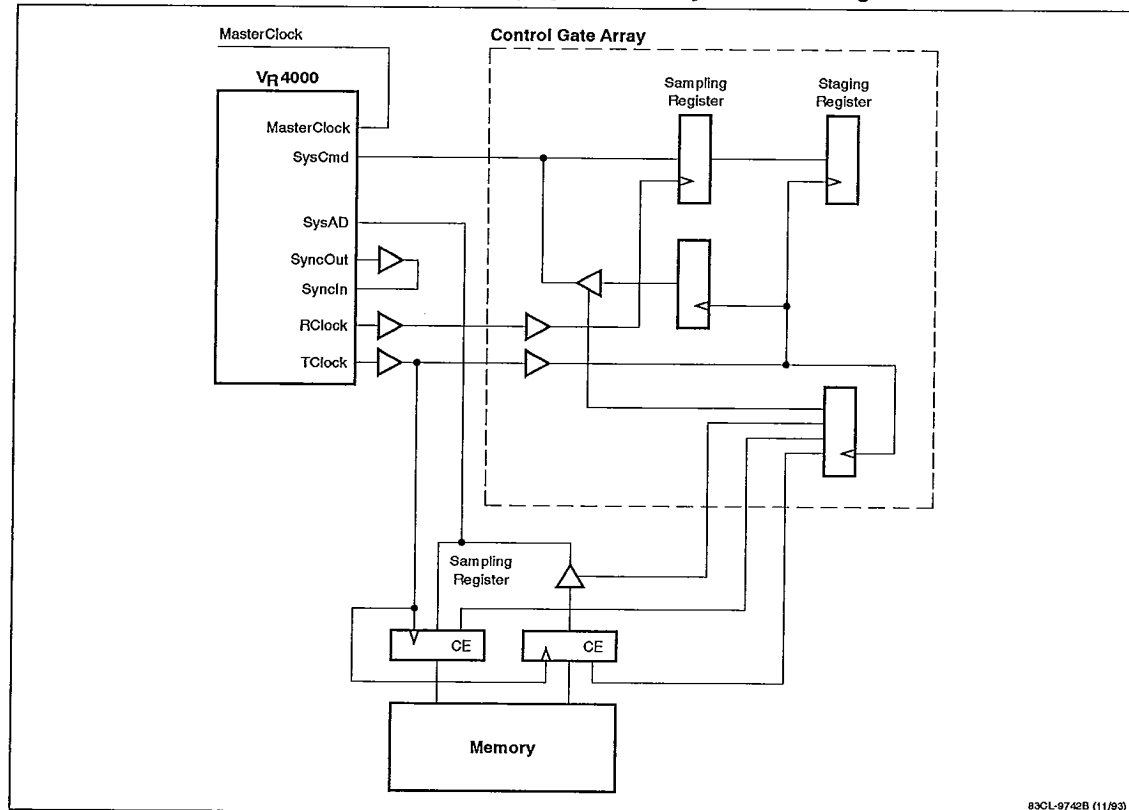 MasterClock
VR4000
MasterClock
SysCmd
SysAD
SyncOut
SyncIn
RClock
TClock
Control Gate Array
Sampling
Register
Staging
Register
Sampling
Register
CE
CE
Memory
83CL-9742B (11/93)